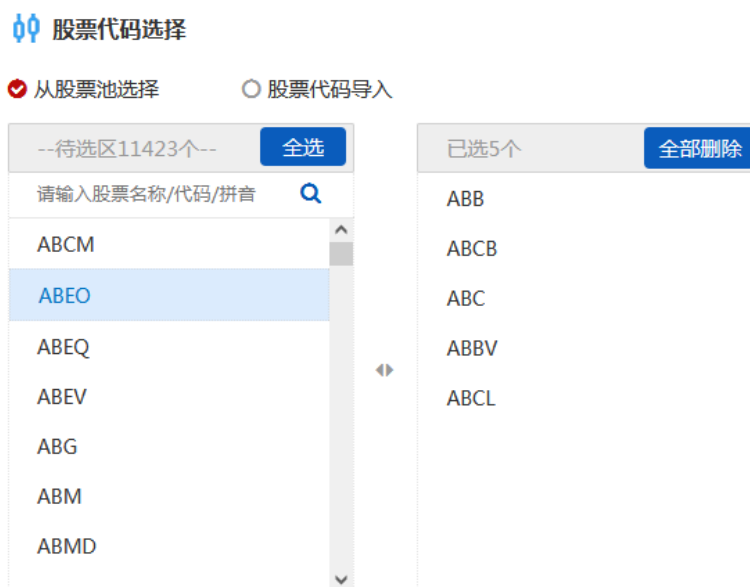 股票代码选择
从股票池选择 股票代码导入
--待选区11423个-- 全选
请输入股票名称/代码/拼音
ABCM
ABEO
ABEQ
ABEV
ABG
ABM
ABMD
已选5个 全部删除
ABB
ABCB
ABC
ABBV
ABCL